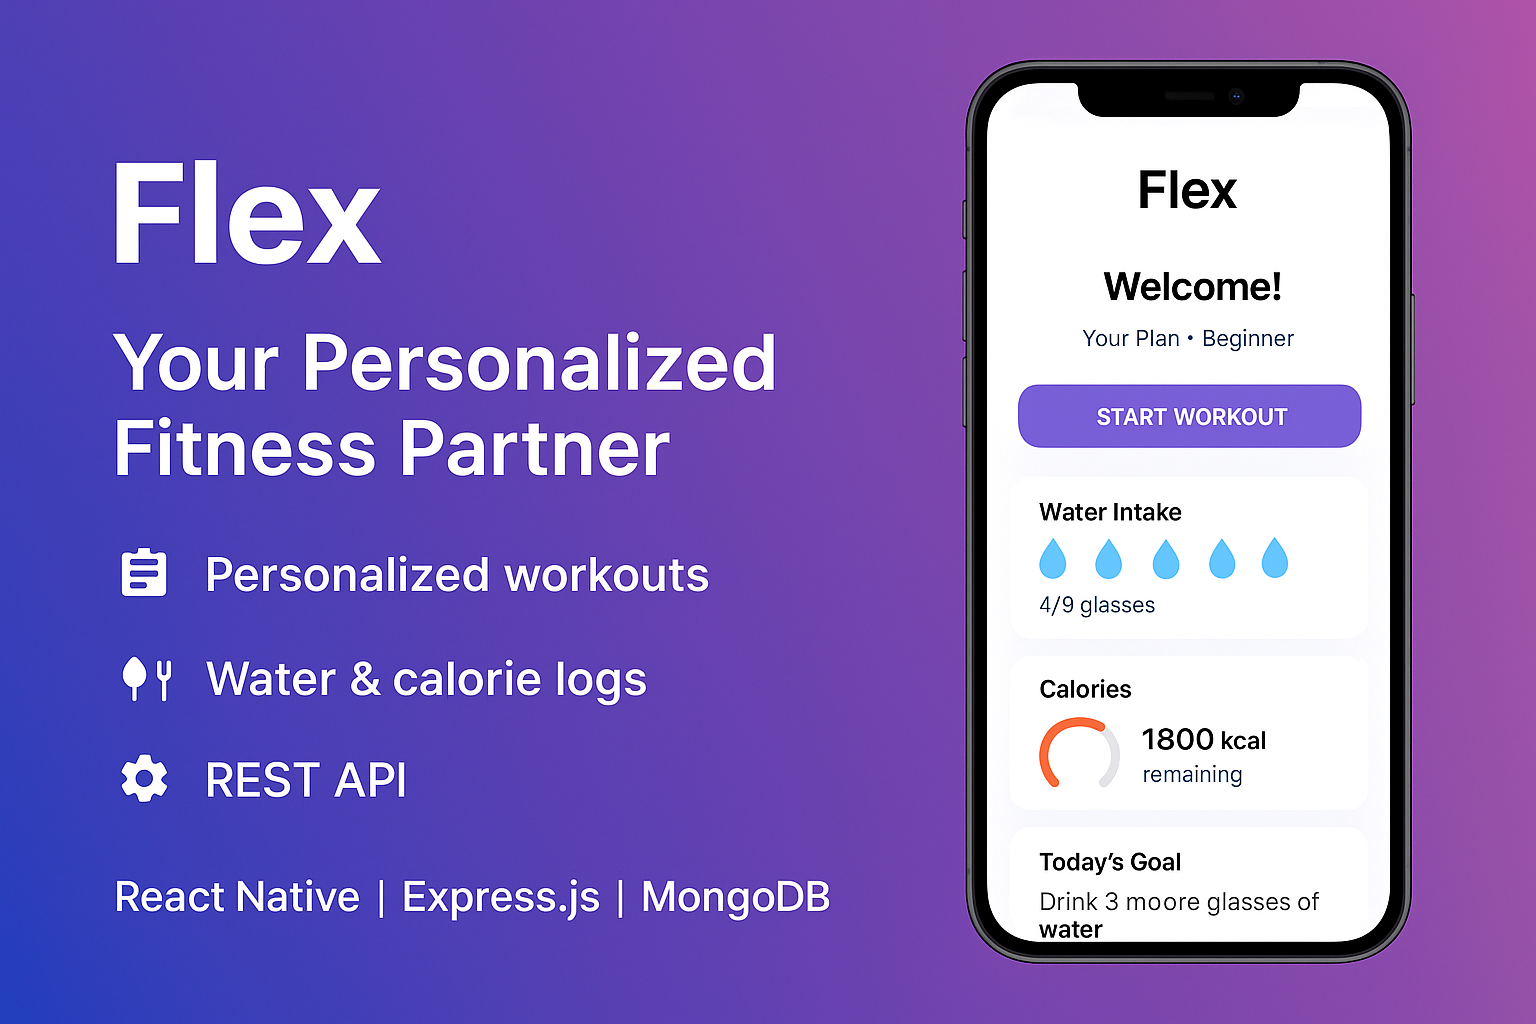 Flex
Your Personalized
Fitness Partner
Personalized workouts
Water & calorie logs
REST API
React Native | Express.js | MongoDB
Flex
Welcome!
Your Plan • Beginner
START WORKOUT
Water Intake
4/9 glasses
Calories
1800 kcal
remaining
Today's Goal
Drink 3 moore glasses of
water